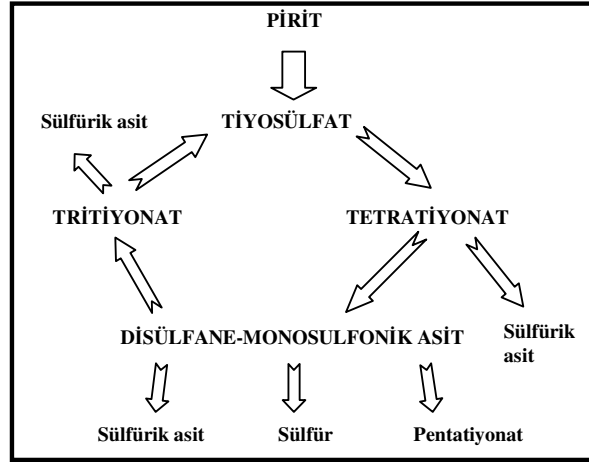 PİRİT
Sülfürik asit
TİYOSÜLFAT
TRİTİYONAT
TETRATİYONAT
DİSÜLFANE-MONOSULFONİK ASİT
Sülfürik
asit
Sülfürik asit
Sülfür
Pentatiyonat